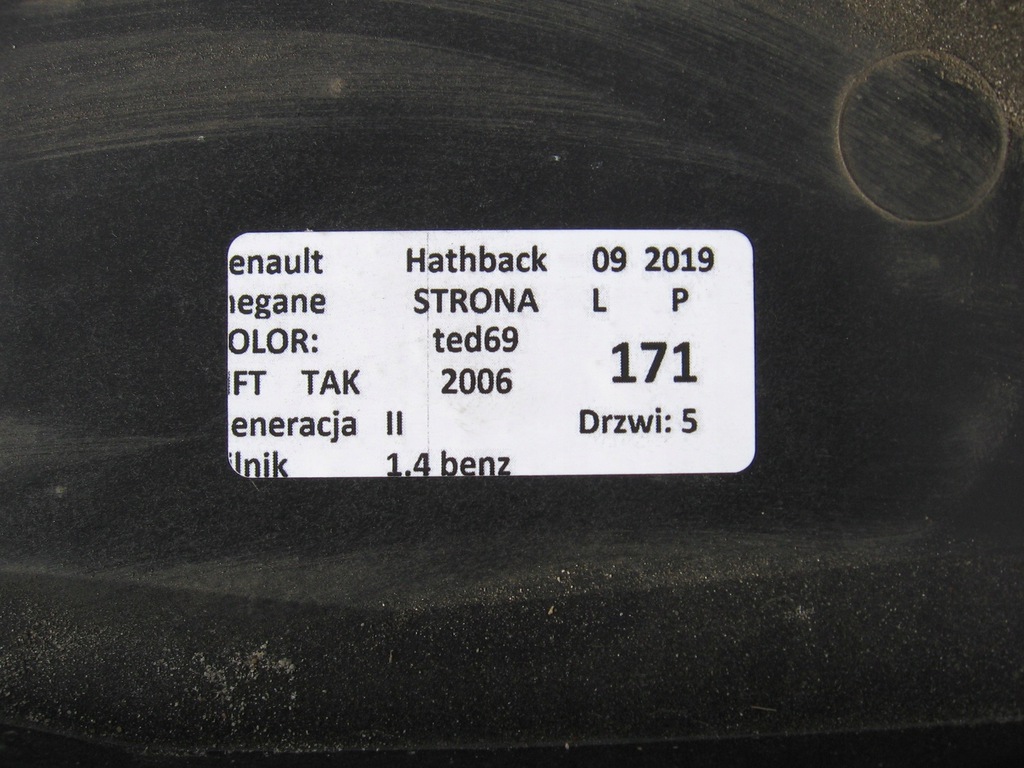 enault Hathback 09 2019
negane STRONA L P
OLOR: ted69
IFT TAK 2006 171
eneracja II Drzwi: 5
ilnik 1.4 benz